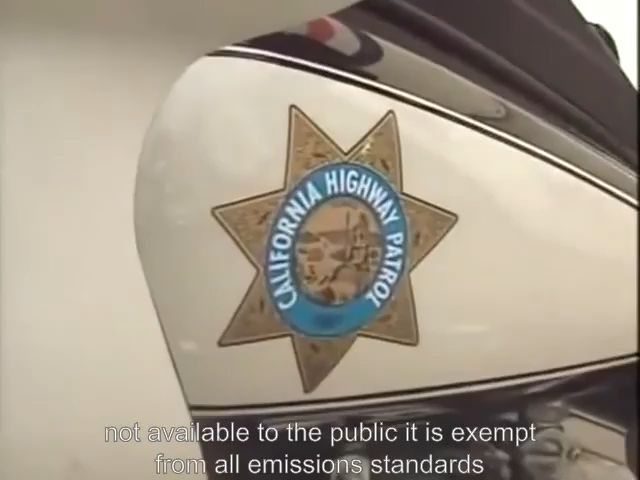 CALIFORNIA HIGHWAY PATROL
not available to the public it is exempt
from all emissions standards